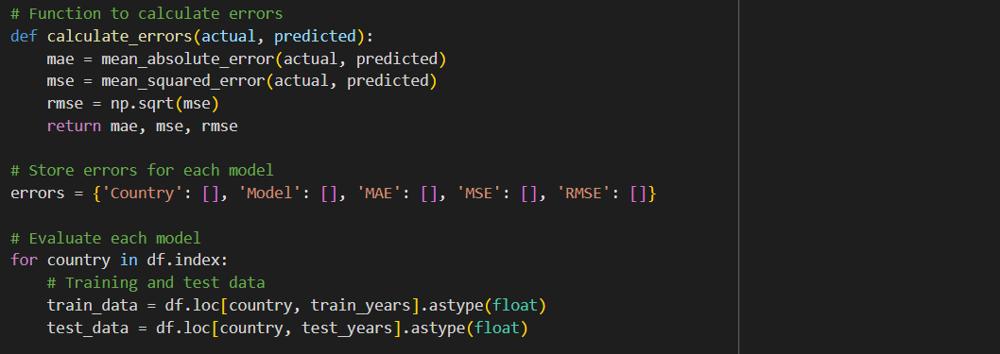 # Function to calculate errors
def calculate_errors(actual, predicted):
    mae = mean_absolute_error(actual, predicted)
    mse = mean_squared_error(actual, predicted)
    rmse = np.sqrt(mse)
    return mae, mse, rmse

# Store errors for each model
errors = {'Country': [], 'Model': [], 'MAE': [], 'MSE': [], 'RMSE': []}

# Evaluate each model
for country in df.index:
    # Training and test data
    train_data = df.loc[country, train_years].astype(float)
    test_data = df.loc[country, test_years].astype(float)